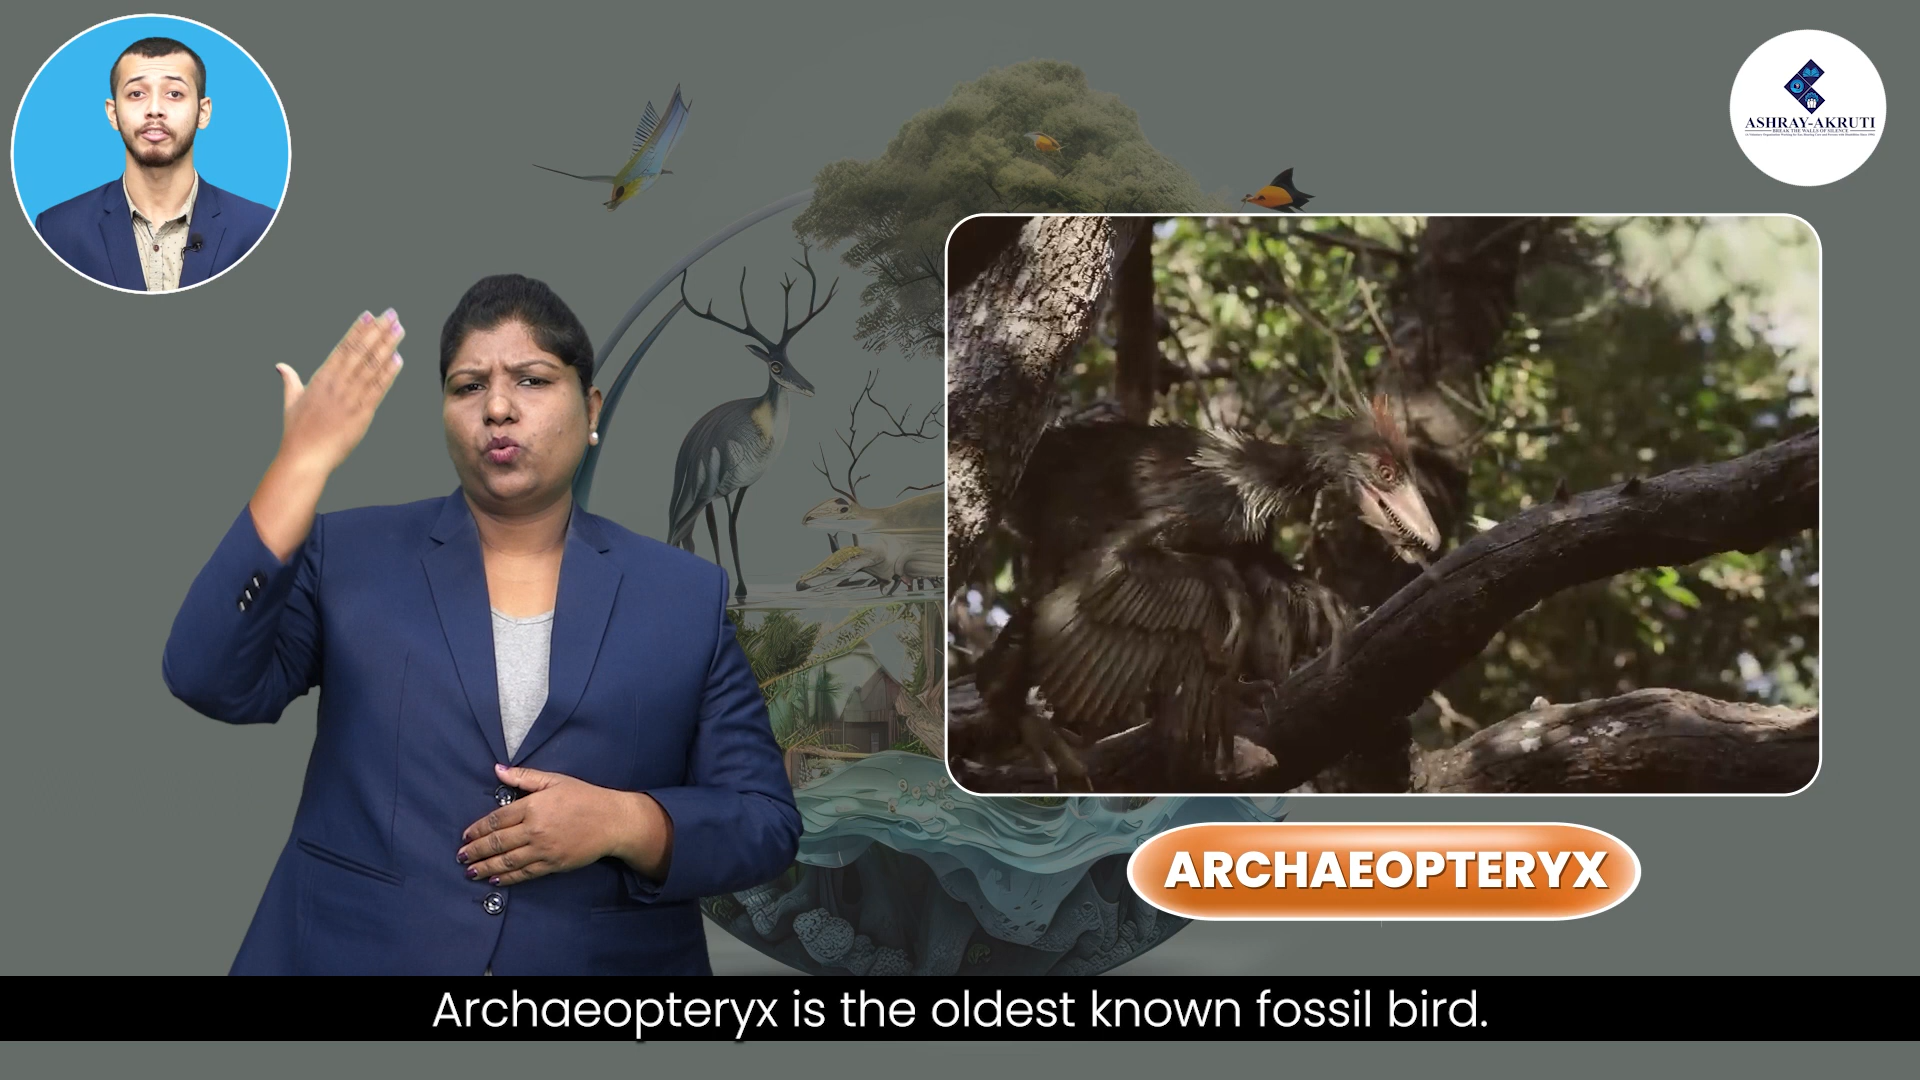 ASHRAY-AKRUTI
BREAK THE WALLS OF SILENCE
ARCHAEOPTERYX
Archaeopteryx is the oldest known fossil bird.